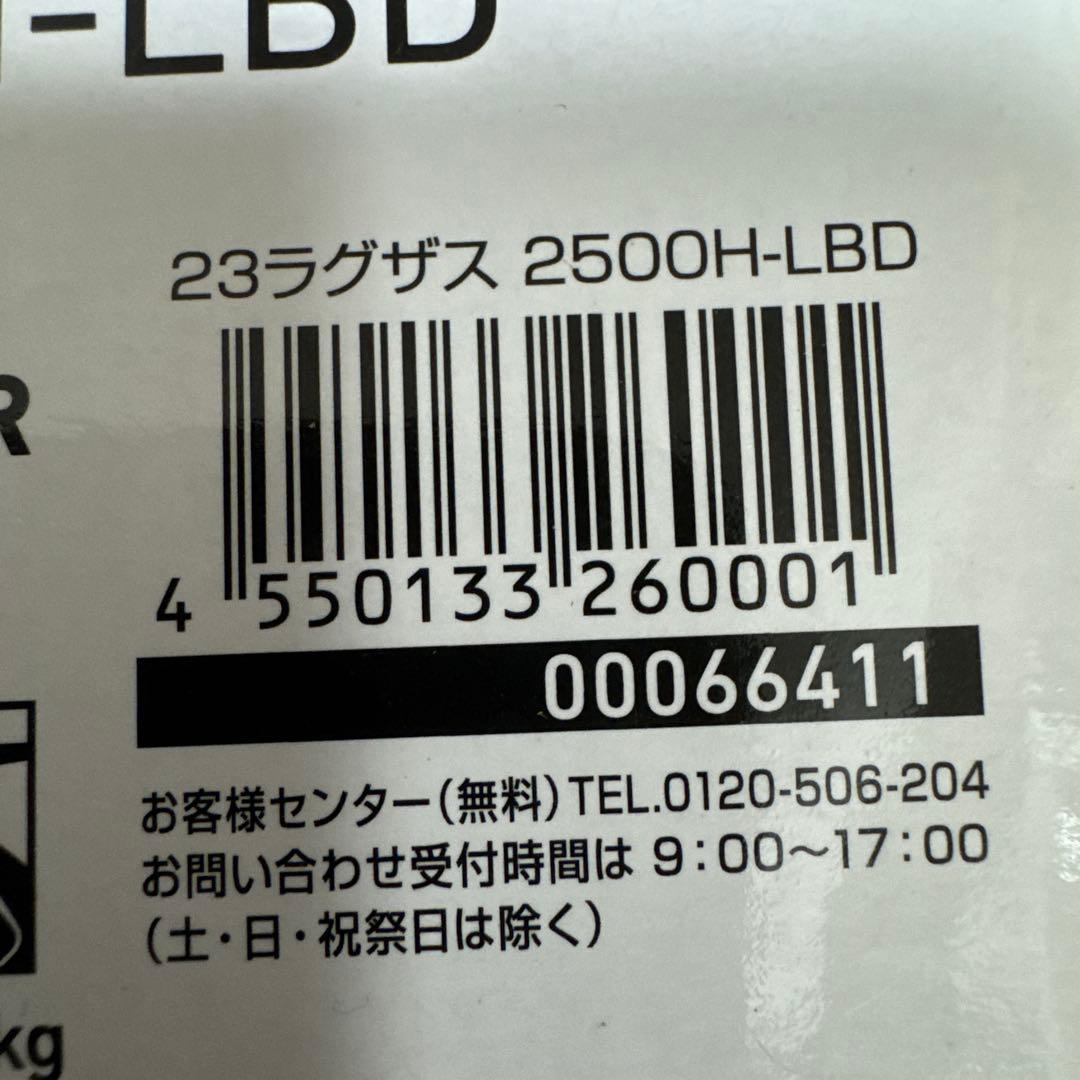 -LBD
23ラグザス 2500H-LBD
R
4 550133 260001
00066411
お客様センター(無料)TEL.0120-506-204
お問い合わせ受付時間は 9:00〜17:00
(土・日・祝祭日は除く)
kg